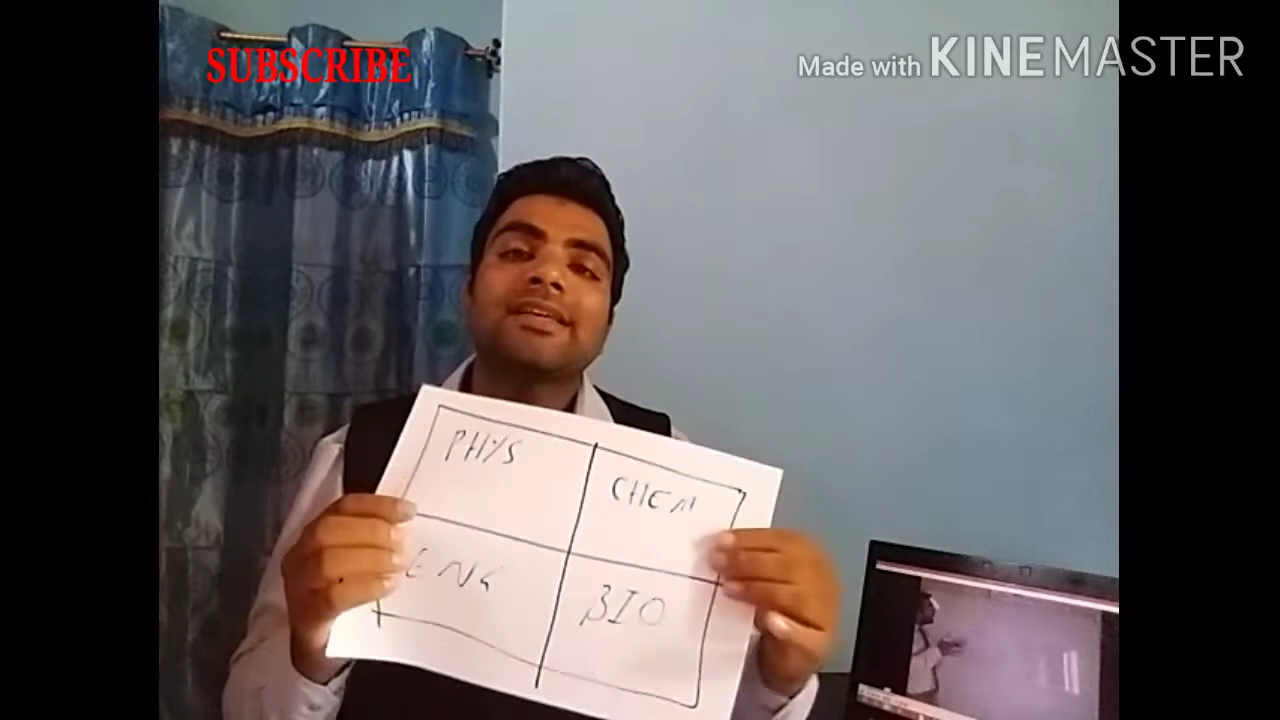 SUBSCRIBE
Made with KINEMASTER
PHYS
CHEM
ENG
BIO